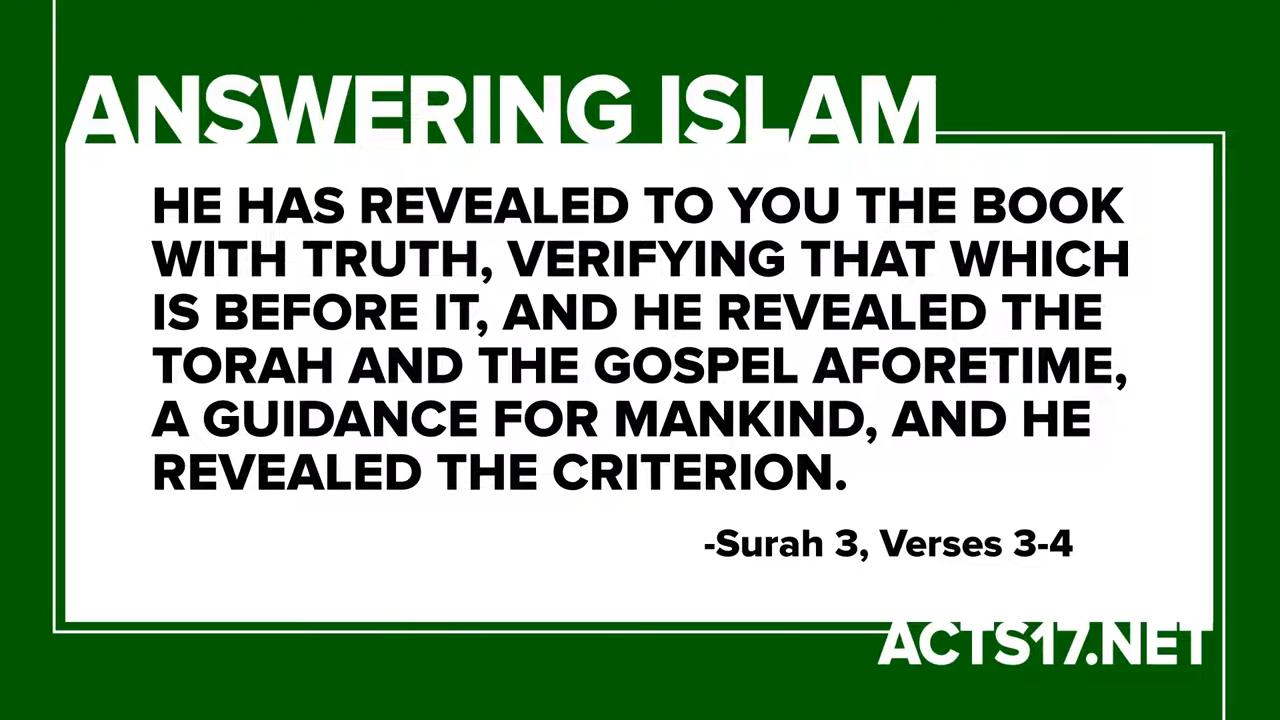 ANSWERING ISLAM
HE HAS REVEALED TO YOU THE BOOK
WITH TRUTH, VERIFYING THAT WHICH
IS BEFORE IT, AND HE REVEALED THE
TORAH AND THE GOSPEL AFORETIME,
A GUIDANCE FOR MANKIND, AND HE
REVEALED THE CRITERION.
-Surah 3, Verses 3-4
ACTS17.NET